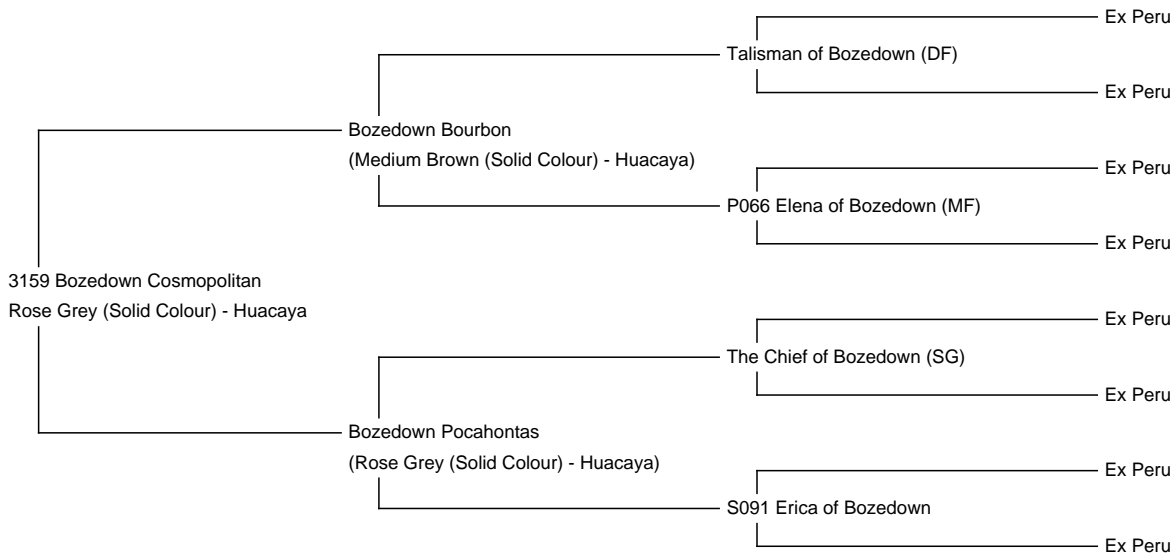 Ex Peru
Talisman of Bozedown (DF)
Ex Peru
Bozedown Bourbon
(Medium Brown (Solid Colour) - Huacaya)
Ex Peru
P066 Elena of Bozedown (MF)
Ex Peru
3159 Bozedown Cosmopolitan
Rose Grey (Solid Colour) - Huacaya
Ex Peru
The Chief of Bozedown (SG)
Ex Peru
Bozedown Pocahontas
(Rose Grey (Solid Colour) - Huacaya)
Ex Peru
S091 Erica of Bozedown
Ex Peru